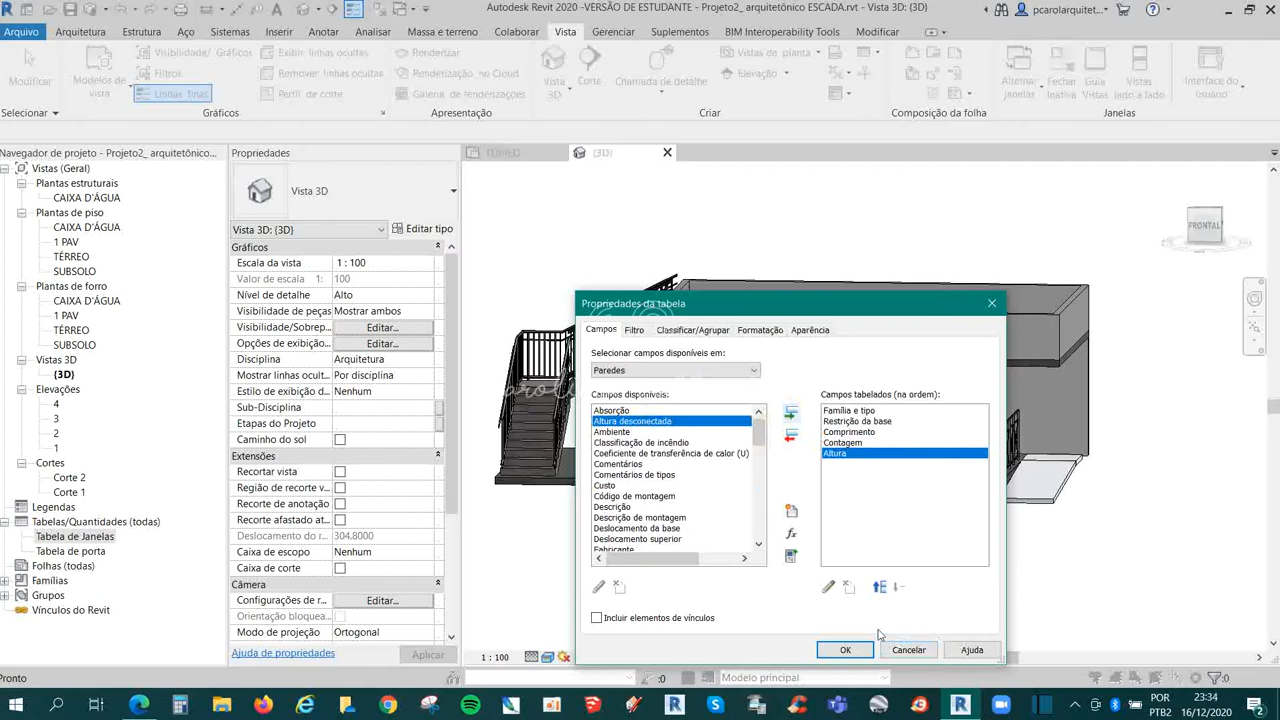 Autodesk Revit 2020 -VERSÃO DE ESTUDANTE - Projeto2_ arquitetônico ESCADA.rvt - Vista 3D: {3D}
pcarolarquitet...
Arquivo Arquitetura Estrutura Aço Sistemas Inserir Anotar Analisar Massa e terreno Colaborar Vista Gerenciar Suplementos BIM Interoperability Tools Modificar
Modificar
Modelos de vista
Visibilidade/ Gráficos
Filtros
Linhas finas
Exibir linhas ocultas
Remover linhas ocultas
Perfil de corte
Renderizar
Renderização no Cloud
Galeria de renderizações
Vista 3D
Corte
Chamada de detalhe
Vistas de planta
Elevação
Alternar janelas
Fechar Inativa
Guia Vistas
Vistas lado a lado
Interface do usuário
Selecionar
Gráficos
Apresentação
Criar
Composição da folha
Janelas
Navegador de projeto - Projeto2_ arquitetônico...
Vistas (Geral)
Plantas estruturais
CAIXA D'ÁGUA
Plantas de piso
CAIXA D'ÁGUA
1 PAV
TÉRREO
SUBSOLO
Plantas de forro
CAIXA D'ÁGUA
1 PAV
TÉRREO
SUBSOLO
Vistas 3D
{3D}
Elevações
4
3
2
1
Cortes
Corte 2
Corte 1
Legendas
Tabelas/Quantidades (todas)
Tabela de Janelas
Tabela de porta
Folhas (todas)
Famílias
Grupos
Vínculos do Revit
Propriedades
Vista 3D
Vista 3D: {3D} Editar tipo
Gráficos
Escala da vista 1 : 100
Valor de escala 1: 100
Nível de detalhe Alto
Visibilidade de peças Mostrar ambos
Visibilidade/Sobrep... Editar...
Opções de exibição... Editar...
Disciplina Arquitetura
Mostrar linhas ocult... Por disciplina
Estilo de exibição d... Nenhum
Sub-Disciplina
Etapas do Projeto
Caminho do sol
Extensões
Recortar vista
Região de recorte v...
Recorte de anotação
Recorte afastado at...
Deslocamento do r... 304.8000
Caixa de escopo Nenhum
Caixa de corte
Câmera
Configurações de r... Editar...
Orientação bloquea...
Modo de projeção Ortogonal
Ajuda de propriedades Aplicar
TÉRREO
{3D}
FRONTAL
Propriedades da tabela
Campos Filtro Classificar/Agrupar Formatação Aparência
Selecionar campos disponíveis em:
Paredes
Campos disponíveis:
Absorção
Altura desconectada
Ambiente
Classificação de incêndio
Coeficiente de transferência de calor (U)
Comentários
Comentários de tipos
Custo
Código de montagem
Descrição
Descrição de montagem
Deslocamento da base
Deslocamento superior
Fabricante
Campos tabelados (na ordem):
Família e tipo
Restrição da base
Comprimento
Contagem
Altura
Incluir elementos de vínculos
OK Cancelar Ajuda
1 : 100
Pronto
:0
Modelo principal
:0
POR
PTB2
23:34
16/12/2020
2